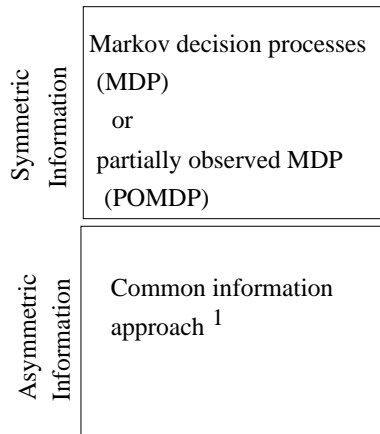 Symmetric
Information
Markov decision processes
(MDP)
or
partially observed MDP
(POMDP)
Asymmetric
Information
Common information
approach 1